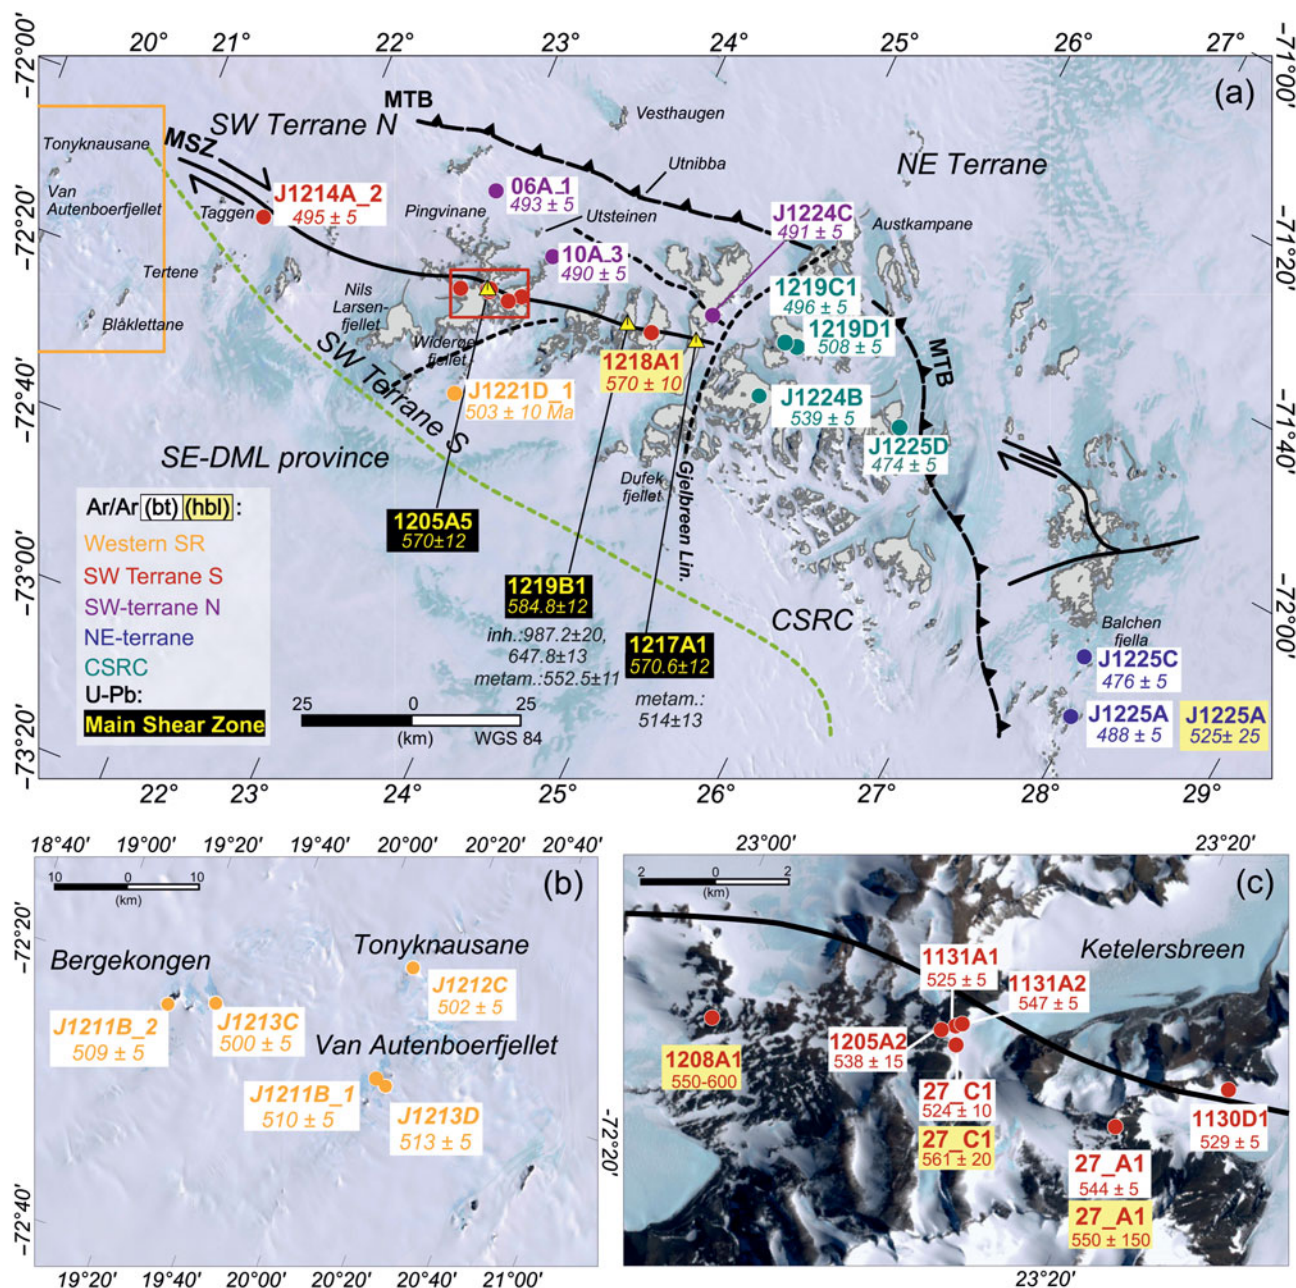 20° 21° 22° 23° 24° 25° 26° 27°
-72°00'
-71°00'
(a)
MTB
SW Terrane N
Vesthaugen
Tonyknausane
MSZ
NE Terrane
Utnibba
Van
Autenboerfjellet
J1214A_2
495 ± 5
06A_1
493 ± 5
J1224C
491 ± 5
Taggen
Pingvinane
Utsteinen
Austkampane
-72°20'
-71°20'
10A_3
490 ± 5
Tertene
1219C1
496 ± 5
Nils
Larsen-
fjellet
1219D1
508 ± 5
Blåklettane
Widerøe
fjellet
MTB
SW Terrane S
1218A1
570 ± 10
-72°40'
J1221D_1
503 ± 10 Ma
J1224B
539 ± 5
-71°40'
J1225D
474 ± 5
SE-DML province
Dufek
fjellet
Gjelbreen Lin.
Ar/Ar (bt) (hbl) :
Western SR
SW Terrane S
SW-terrane N
NE-terrane
CSRC
U-Pb:
Main Shear Zone
1205A5
570±12
-73°00'
1219B1
584.8±12
inh.:987.2±20,
647.8±13
metam.:552.5±11
CSRC
-72°00'
1217A1
570.6±12
metam.:
514±13
Balchen
fjella
J1225C
476 ± 5
25 0 25
(km) WGS 84
J1225A
488 ± 5
J1225A
525± 25
-73°20'
22° 23° 24° 25° 26° 27° 28° 29°
18°40' 19°00' 19°20' 19°40' 20°00' 20°20' 20°40'
10 0 10
(km)
(b)
-72°20'
Bergekongen
Tonyknausane
J1212C
502 ± 5
J1211B_2
509 ± 5
J1213C
500 ± 5
Van Autenboerfjellet
J1211B_1
510 ± 5
J1213D
513 ± 5
-72°40'
19°20' 19°40' 20°00' 20°20' 20°40' 21°00'
23°00' 23°20'
2 0 2
(km)
(c)
Ketelersbreen
1131A1
525 ± 5
1131A2
547 ± 5
1205A2
538 ± 15
1208A1
550-600
27_C1
524 ± 10
27_C1
561 ± 20
1130D1
529 ± 5
-72°20'
27_A1
544 ± 5
27_A1
550 ± 150
23°20'